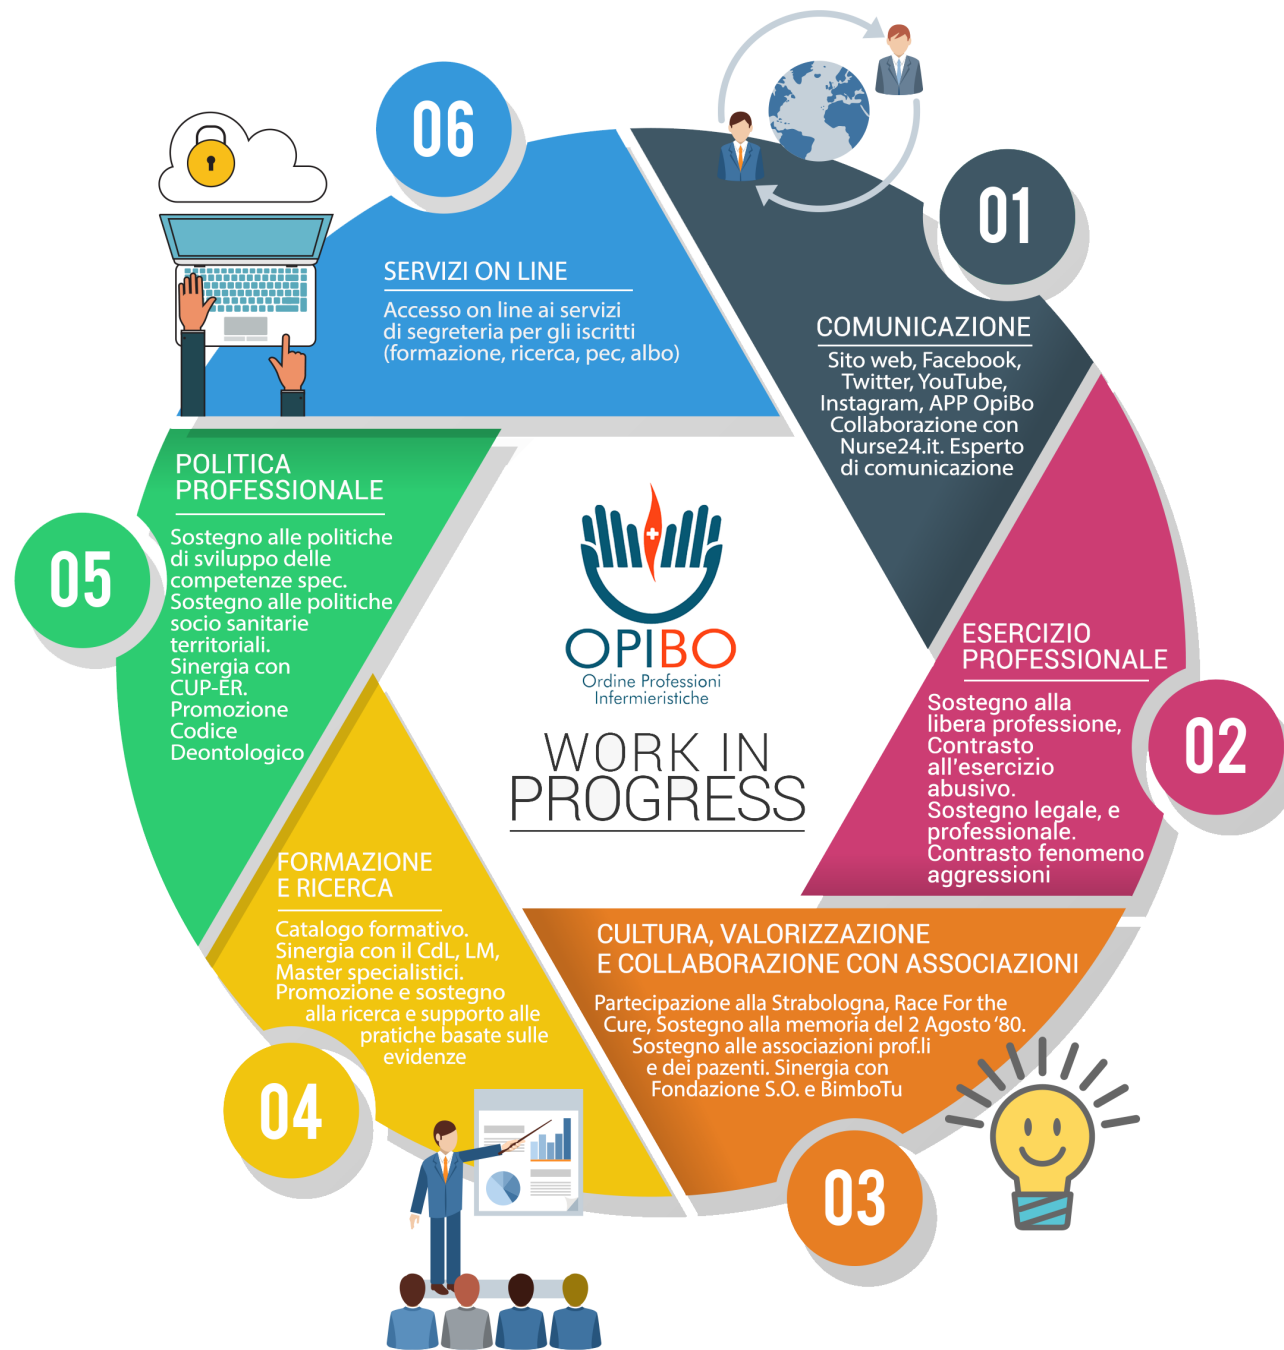 01
COMUNICAZIONE
Sito web, Facebook,
Twitter, YouTube,
Instagram, APP OpiBo
Collaborazione con
Nurse24.it. Esperto
di comunicazione
02
ESERCIZIO
PROFESSIONALE
Sostegno alla
libera professione,
Contrasto
all'esercizio
abusivo.
Sostegno legale, e
professionale.
Contrasto fenomeno
aggressioni
03
CULTURA, VALORIZZAZIONE
E COLLABORAZIONE CON ASSOCIAZIONI
Partecipazione alla Strabologna, Race For the
Cure, Sostegno alla memoria del 2 Agosto ‘80.
Sostegno alle associazioni prof.li
e dei pazenti. Sinergia con
Fondazione S.O. e BimboTu
04
FORMAZIONE
E RICERCA
Catalogo formativo.
Sinergia con il CdL, LM,
Master specialistici.
Promozione e sostegno
alla ricerca e supporto alle
pratiche basate sulle
evidenze
05
POLITICA
PROFESSIONALE
Sostegno alle politiche
di sviluppo delle
competenze spec.
Sostegno alle politiche
socio sanitarie
territoriali.
Sinergia con
CUP-ER.
Promozione
Codice
Deontologico
06
SERVIZI ON LINE
Accesso on line ai servizi
di segreteria per gli iscritti
(formazione, ricerca, pec, albo)
OPIBO
Ordine Professioni
Infermieristiche
WORK IN
PROGRESS